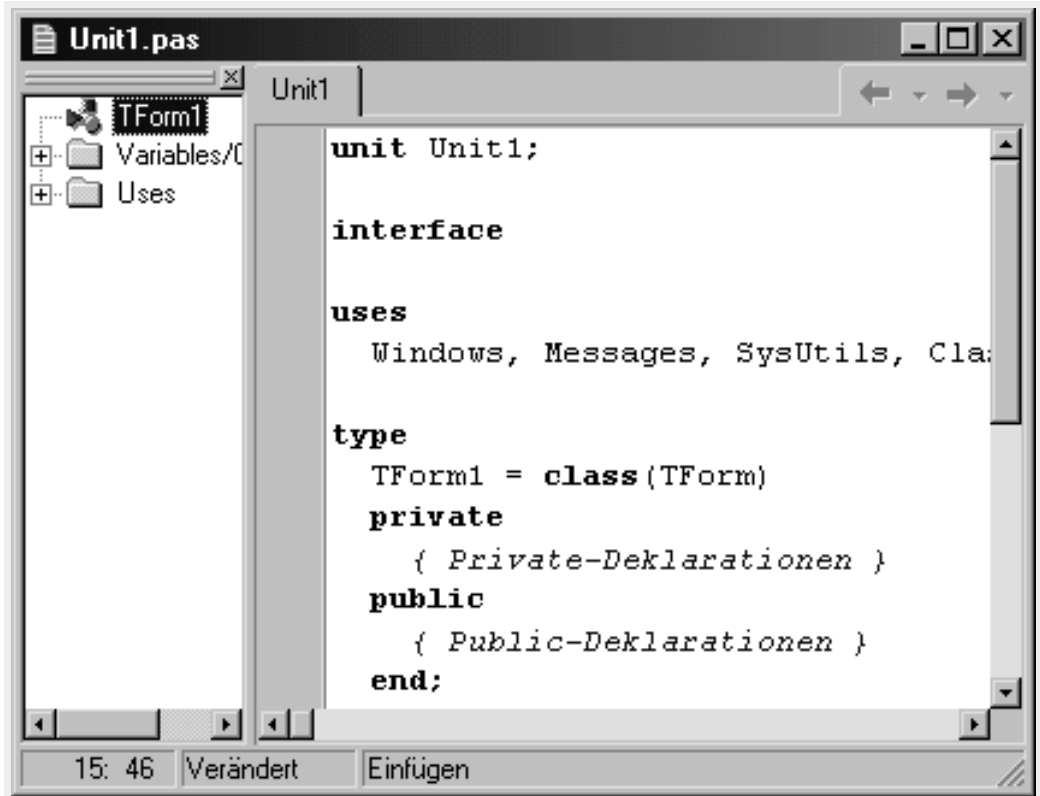 Unit1.pas
TForm1
Variables/C
Uses
Unit1
unit Unit1;
interface
uses
Windows, Messages, SysUtils, Clas
type
TForm1 = class(TForm)
private
{ Private-Deklarationen }
public
{ Public-Deklarationen }
end;
15: 46 Verändert Einfügen